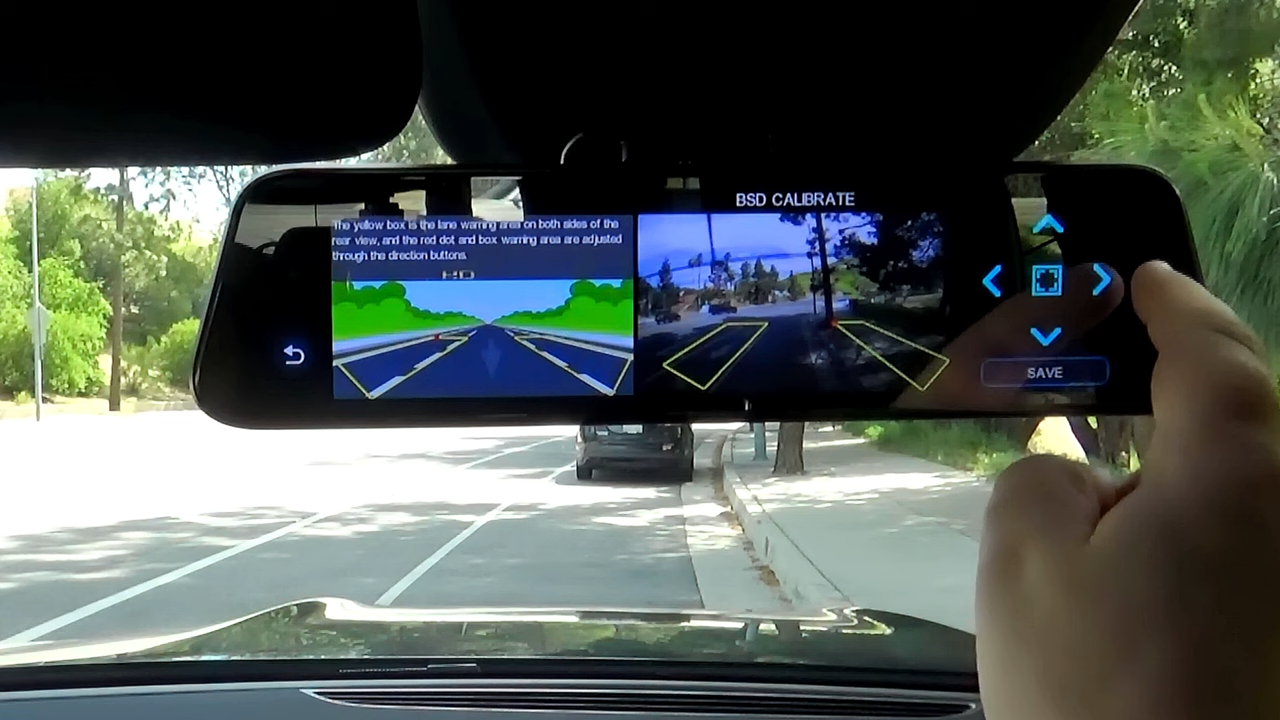 BSD CALIBRATE
The yellow box is the lane warning area on both sides of the
rear view, and the red dot and box warning area are adjusted
through the direction buttons.
SAVE